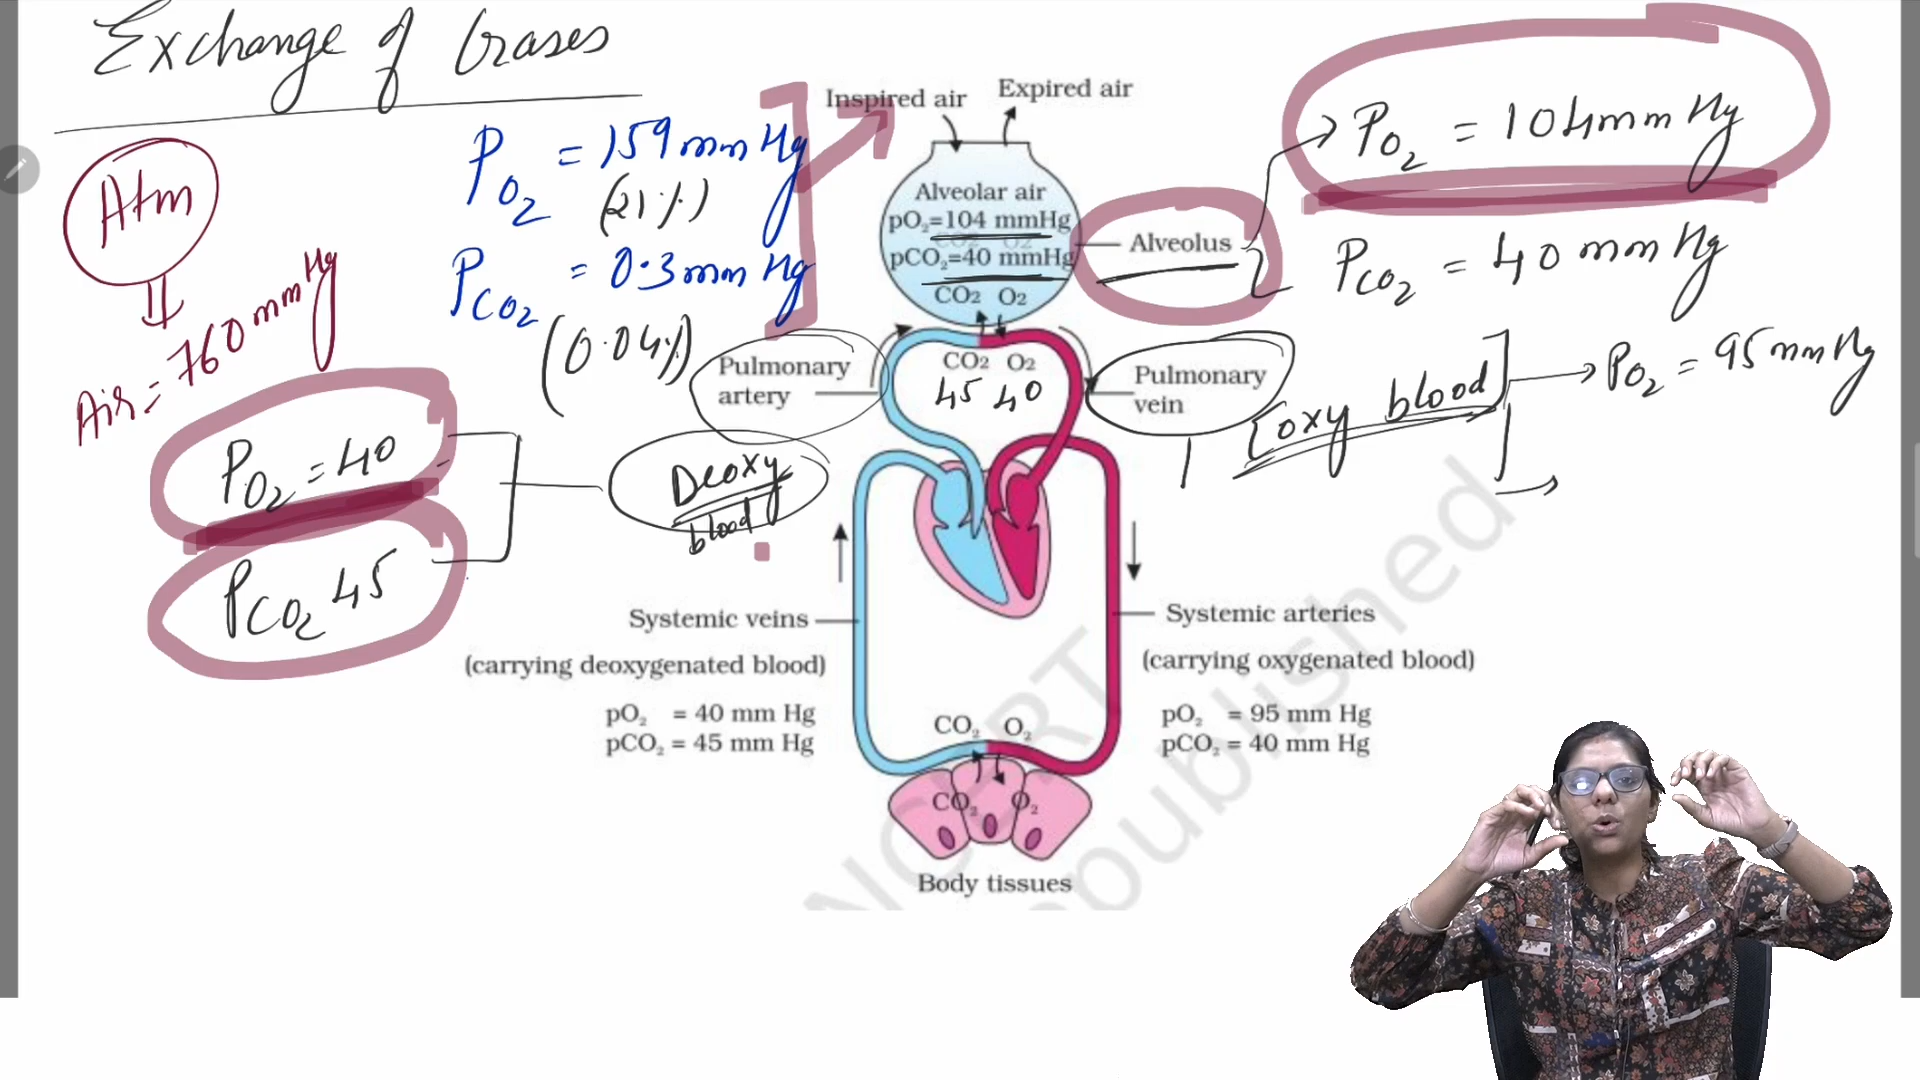 Exchange of Gases
Atm
Air = 760 mm Hg
PO2 = 159 mm Hg
(21%)
PCO2 = 0.3 mm Hg
(0.04%)
Inspired air
Expired air
Alveolar air
pO2=104 mmHg
pCO2=40 mmHg
CO2 O2
Alveolus
PO2 = 104 mm Hg
PCO2 = 40 mm Hg
Pulmonary
artery
CO2 O2
45 40
Pulmonary
vein
[oxy blood]
PO2 = 95 mm Hg
PO2 = 40
PCO2 45
Deoxy
blood
Systemic veins
(carrying deoxygenated blood)
pO2 = 40 mm Hg
pCO2 = 45 mm Hg
Systemic arteries
(carrying oxygenated blood)
pO2 = 95 mm Hg
pCO2 = 40 mm Hg
CO2 O2
CO2 O2
Body tissues
NCERT
published